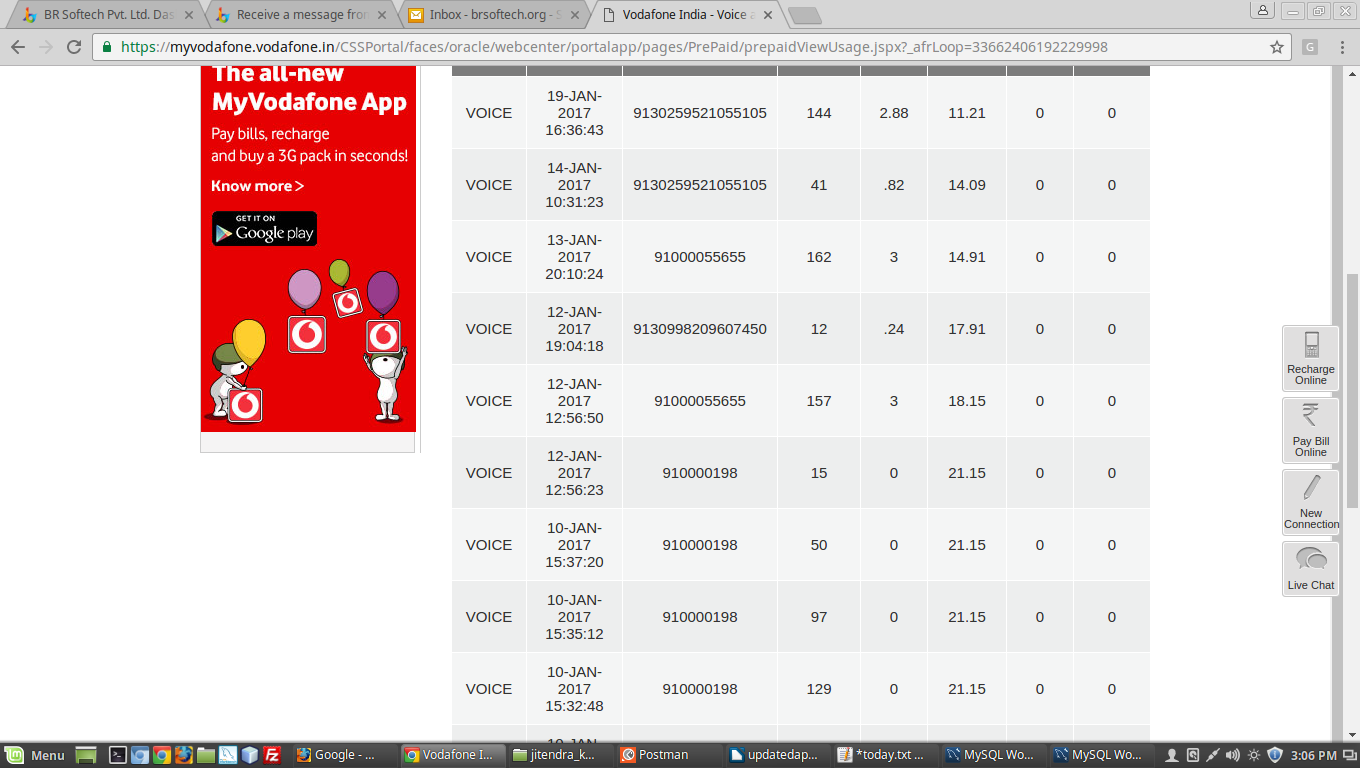 BR Softech Pvt. Ltd. Das
Receive a message from
Inbox - brsoftech.org - S
Vodafone India - Voice a
https://myvodafone.vodafone.in/CSSPortal/faces/oracle/webcenter/portalapp/pages/PrePaid/prepaidViewUsage.jspx?_afrLoop=33662406192229998
G
The all-new
MyVodafone App
Pay bills, recharge
and buy a 3G pack in seconds!
Know more >
GET IT ON
Google play
VOICE 19-JAN-2017 16:36:43 9130259521055105 144 2.88 11.21 0 0
VOICE 14-JAN-2017 10:31:23 9130259521055105 41 .82 14.09 0 0
VOICE 13-JAN-2017 20:10:24 91000055655 162 3 14.91 0 0
VOICE 12-JAN-2017 19:04:18 9130998209607450 12 .24 17.91 0 0
VOICE 12-JAN-2017 12:56:50 91000055655 157 3 18.15 0 0
VOICE 12-JAN-2017 12:56:23 910000198 15 0 21.15 0 0
VOICE 10-JAN-2017 15:37:20 910000198 50 0 21.15 0 0
VOICE 10-JAN-2017 15:35:12 910000198 97 0 21.15 0 0
VOICE 10-JAN-2017 15:32:48 910000198 129 0 21.15 0 0
Recharge
Online
Pay Bill
Online
New
Connection
Live Chat
Menu
Google - ...
Vodafone I...
jitendra_k...
Postman
updatedap...
*today.txt ...
MySQL Wo...
MySQL Wo...
3:06 PM